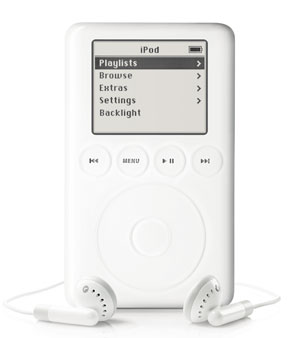 iPod
Playlists
Browse
Extras
Settings
Backlight
MENU